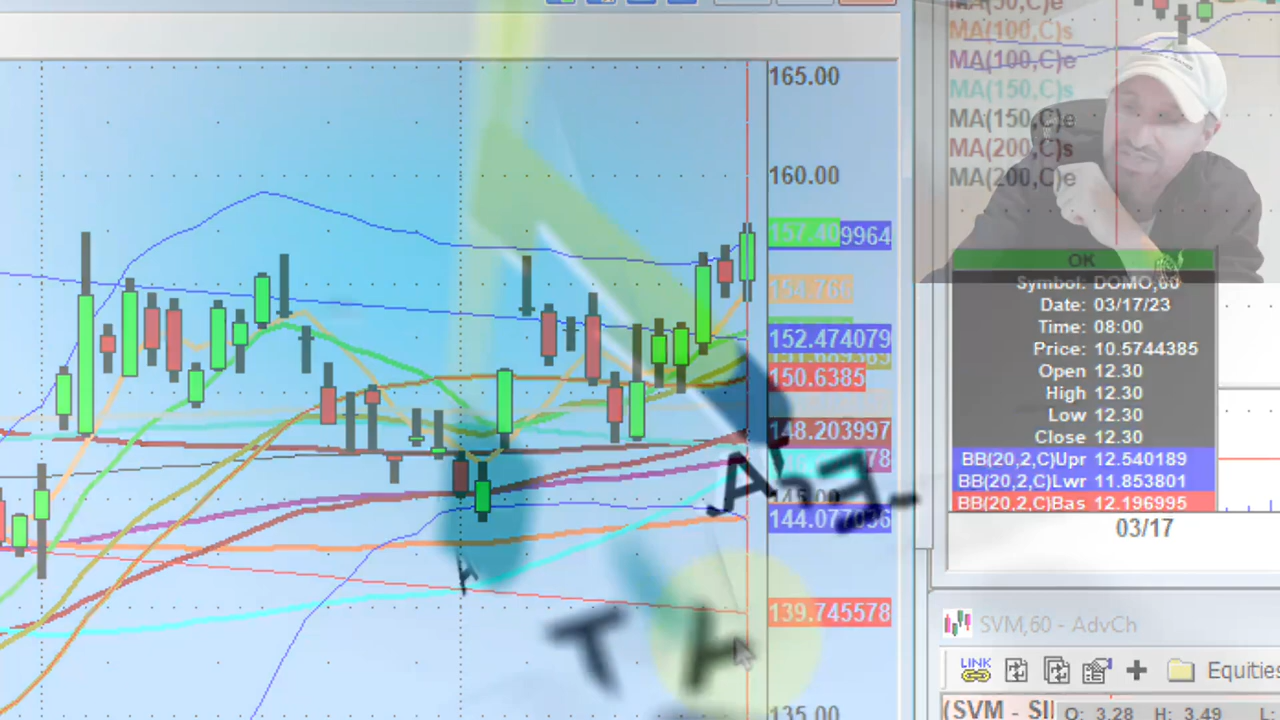 165.00
160.00
157.40
9964
154.766
152.474079
150.6385
148.203997
78
145.00
144.077036
139.745578
135.00
MA(100,C)s
MA(100,C)e
MA(150,C)s
MA(150,C)e
MA(200,C)s
MA(200,C)e
OK
Symbol: DOMO,60
Date: 03/17/23
Time: 08:00
Price: 10.5744385
Open 12.30
High 12.30
Low 12.30
Close 12.30
BB(20,2,C)Upr 12.540189
BB(20,2,C)Lwr 11.853801
BB(20,2,C)Bas 12.196995
03/17
T H
SVM,60 - AdvCh
LINK
Equities
(SVM - SI
O: 3.28 H: 3.49 L: